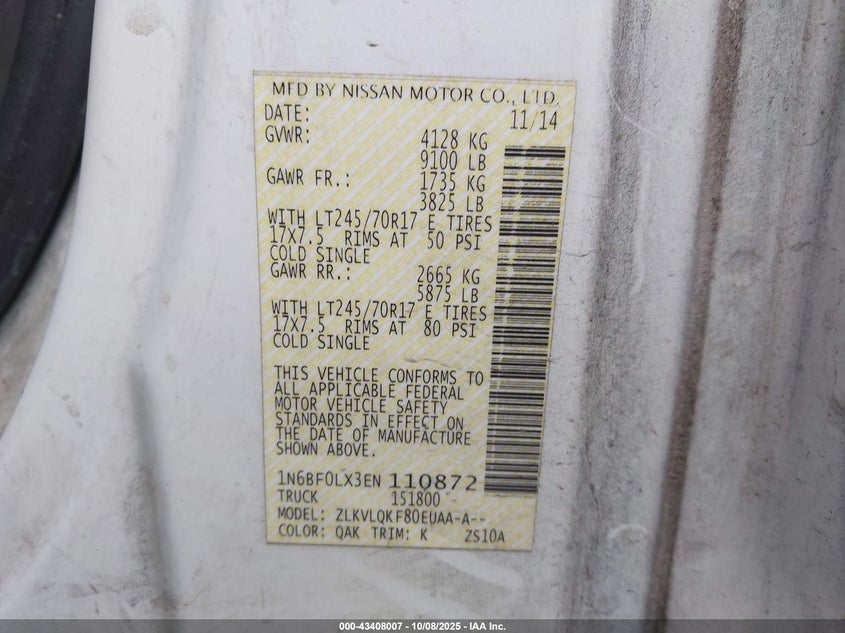 MFD BY NISSAN MOTOR CO., LTD.
DATE: 11/14
GVWR: 4128 KG
9100 LB
GAWR FR.: 1735 KG
3825 LB
WITH LT245/70R17 E TIRES
17X7.5 RIMS AT 50 PSI
COLD SINGLE
GAWR RR.: 2665 KG
5875 LB
WITH LT245/70R17 E TIRES
17X7.5 RIMS AT 80 PSI
COLD SINGLE
THIS VEHICLE CONFORMS TO
ALL APPLICABLE FEDERAL
MOTOR VEHICLE SAFETY
STANDARDS IN EFFECT ON
THE DATE OF MANUFACTURE
SHOWN ABOVE.
1N6BF0LX3EN 110872
TRUCK 151800
MODEL: ZLKVLQKF80EUAA-A--
COLOR: QAK TRIM: K ZS10A
000-43408007 - 10/08/2025 - IAA Inc.